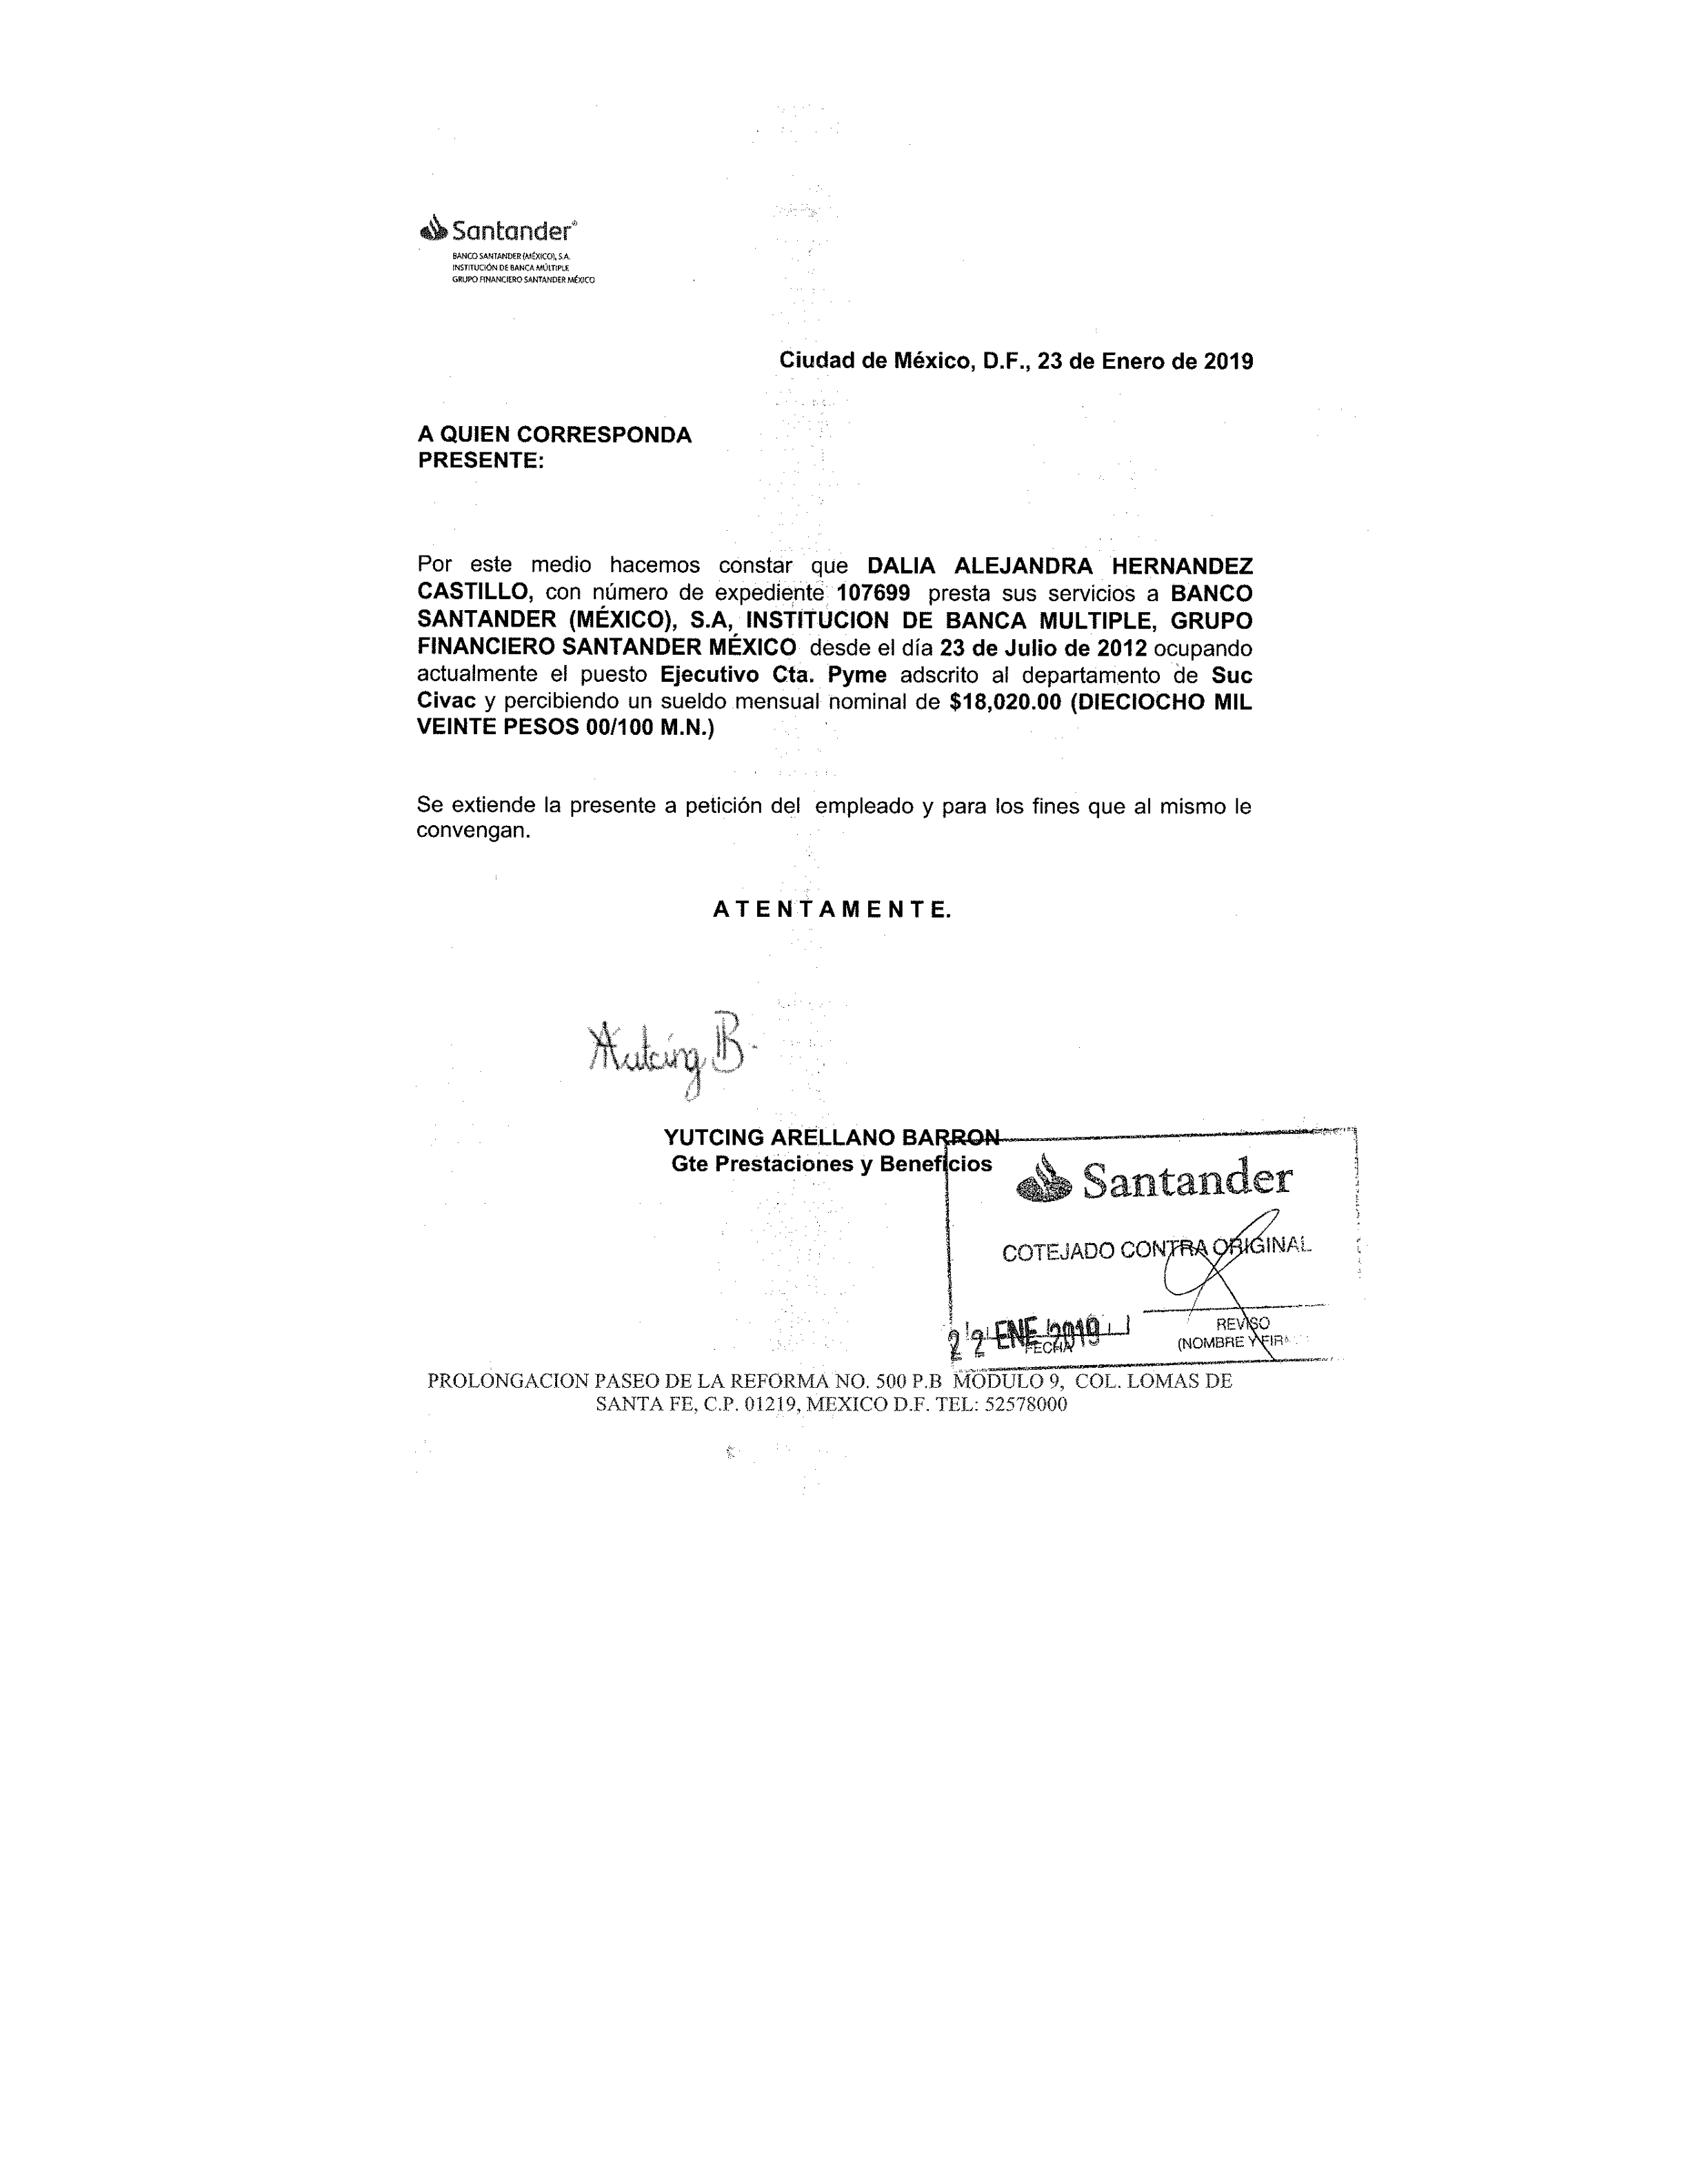 Santander®
BANCO SANTANDER (MÉXICO), S.A.
INSTITUCIÓN DE BANCA MÚLTIPLE
GRUPO FINANCIERO SANTANDER MÉXICO
Ciudad de México, D.F., 23 de Enero de 2019
A QUIEN CORRESPONDA
PRESENTE:
Por este medio hacemos constar que DALIA ALEJANDRA HERNANDEZ
CASTILLO, con número de expediente 107699 presta sus servicios a BANCO
SANTANDER (MÉXICO), S.A, INSTITUCION DE BANCA MULTIPLE, GRUPO
FINANCIERO SANTANDER MÉXICO desde el día 23 de Julio de 2012 ocupando
actualmente el puesto Ejecutivo Cta. Pyme adscrito al departamento de Suc
Civac y percibiendo un sueldo mensual nominal de $18,020.00 (DIECIOCHO MIL
VEINTE PESOS 00/100 M.N.)
Se extiende la presente a petición del empleado y para los fines que al mismo le
convengan.
A T E N T A M E N T E.
Yutcing B.
YUTCING ARELLANO BARRON
Gte Prestaciones y Beneficios
Santander
COTEJADO CONTRA ORIGINAL
22 ENE 2019
FECHA
REVISO
(NOMBRE Y
PROLONGACION PASEO DE LA REFORMA NO. 500 P.B MODULO 9, COL. LOMAS DE
SANTA FE, C.P. 01219, MEXICO D.F. TEL: 52578000